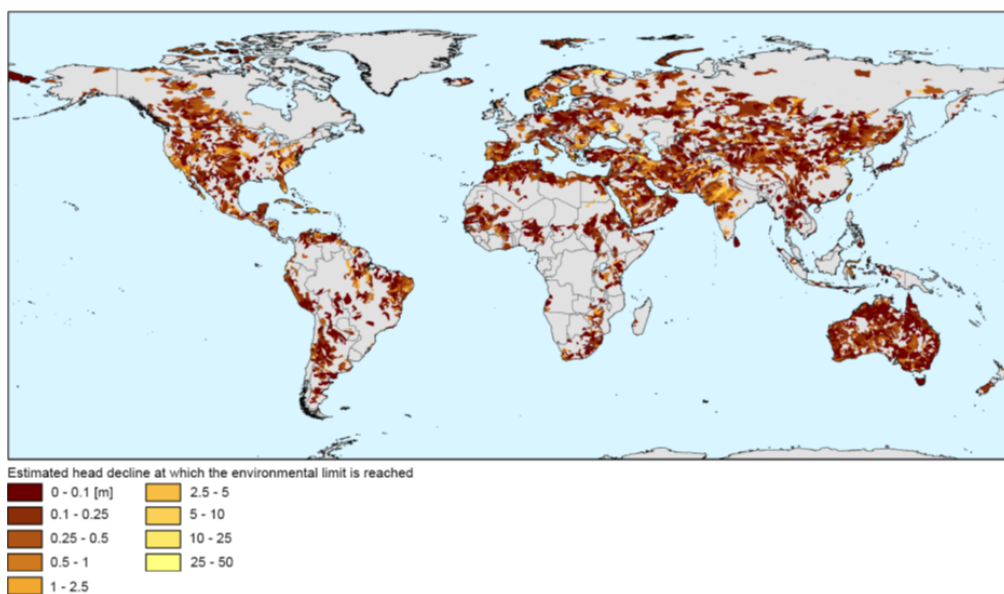 Estimated head decline at which the environmental limit is reached
0 - 0.1 [m]
0.1 - 0.25
0.25 - 0.5
0.5 - 1
1 - 2.5
2.5 - 5
5 - 10
10 - 25
25 - 50